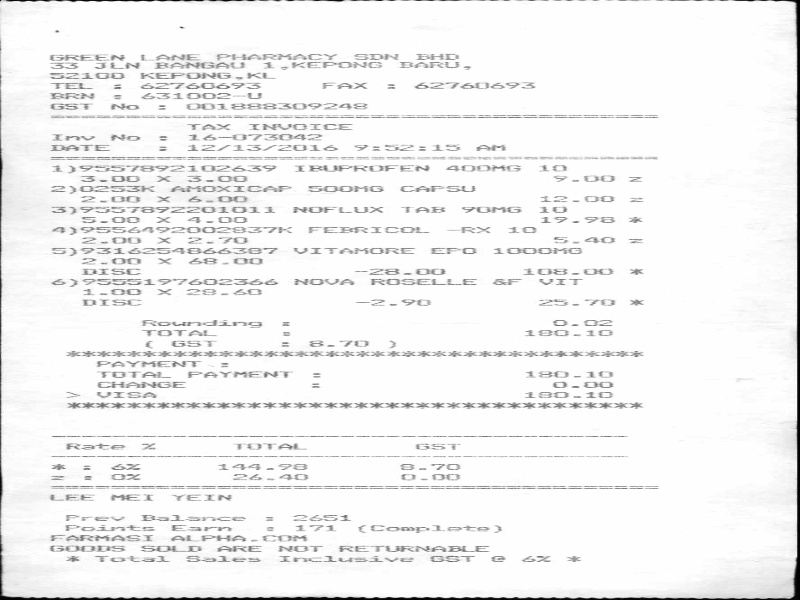 GREEN LANE PHARMACY SDN BHD
33 JLN BANGAU 1,KEPONG BARU,
52100 KEPONG,KL
TEL : 62760693 FAX : 62760693
BRN : 631002-U
GST No : 001888309248
TAX INVOICE
Inv No : 16-073042
DATE : 12/13/2016 9:52:15 AM
1)9557892102639 IBUPROFEN 400MG 10
3.00 X 3.00 9.00 z
2)0253K AMOXICAP 500MG CAPSU
2.00 X 6.00 12.00 z
3)9557892201011 NOFLUX TAB 90MG 10
5.00 X 4.00 19.98 *
4)9556492002837K FEBRICOL -RX 10
2.00 X 2.70 5.40 z
5)9316254866387 VITAMORE EPO 1000MG
2.00 X 68.00
DISC -28.00 108.00 *
6)9555197602366 NOVA ROSELLE &F VIT
1.00 X 28.60
DISC -2.90 25.70 *
Rounding : 0.02
TOTAL : 180.10
( GST : 8.70 )
****************************************
PAYMENT :
TOTAL PAYMENT : 180.10
CHANGE : 0.00
> VISA 180.10
****************************************
Rate % TOTAL GST
* : 6% 144.98 8.70
z : 0% 26.40 0.00
LEE MEI YEIN
Prev Balance : 2651
Points Earn : 171 (Complete)
FARMASI ALPHA.COM
GOODS SOLD ARE NOT RETURNABLE
* Total Sales Inclusive GST @ 6% *